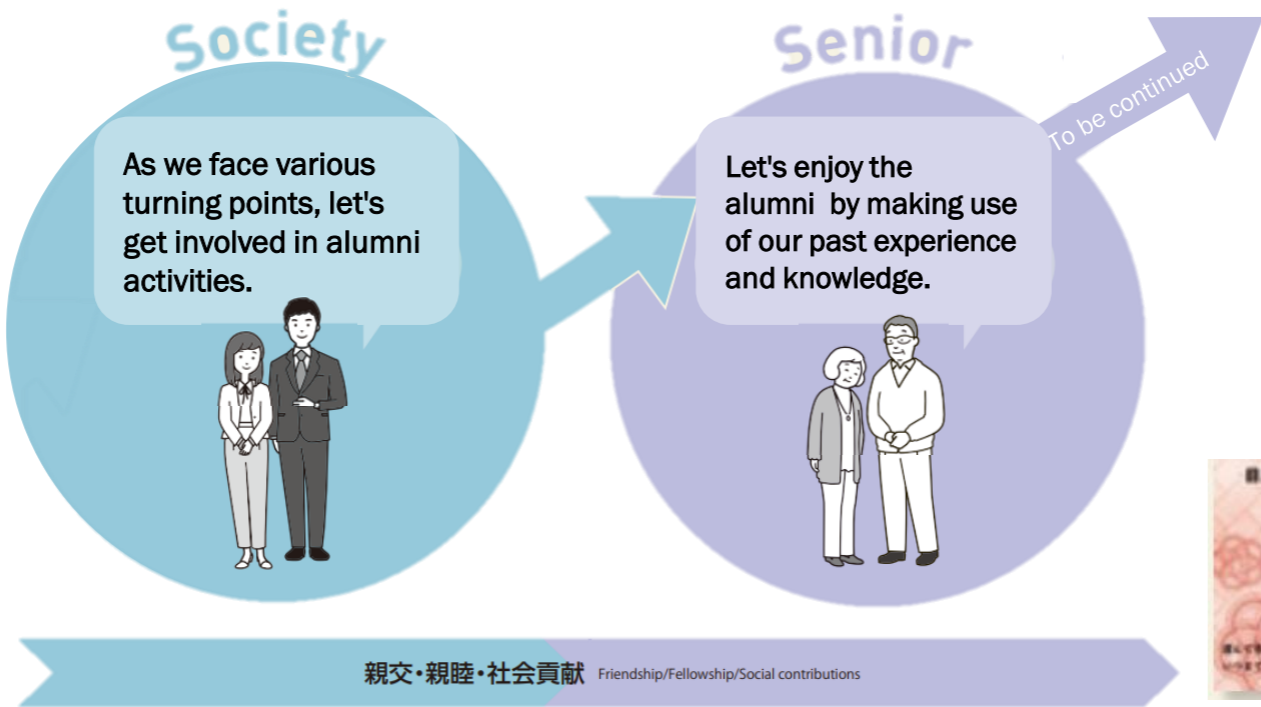 Society
Senior
To be continued
As we face various
turning points, let's
get involved in alumni
activities.
Let's enjoy the
alumni by making use
of our past experience
and knowledge.
親交・親睦・社会貢献 Friendship/Fellowship/Social contributions